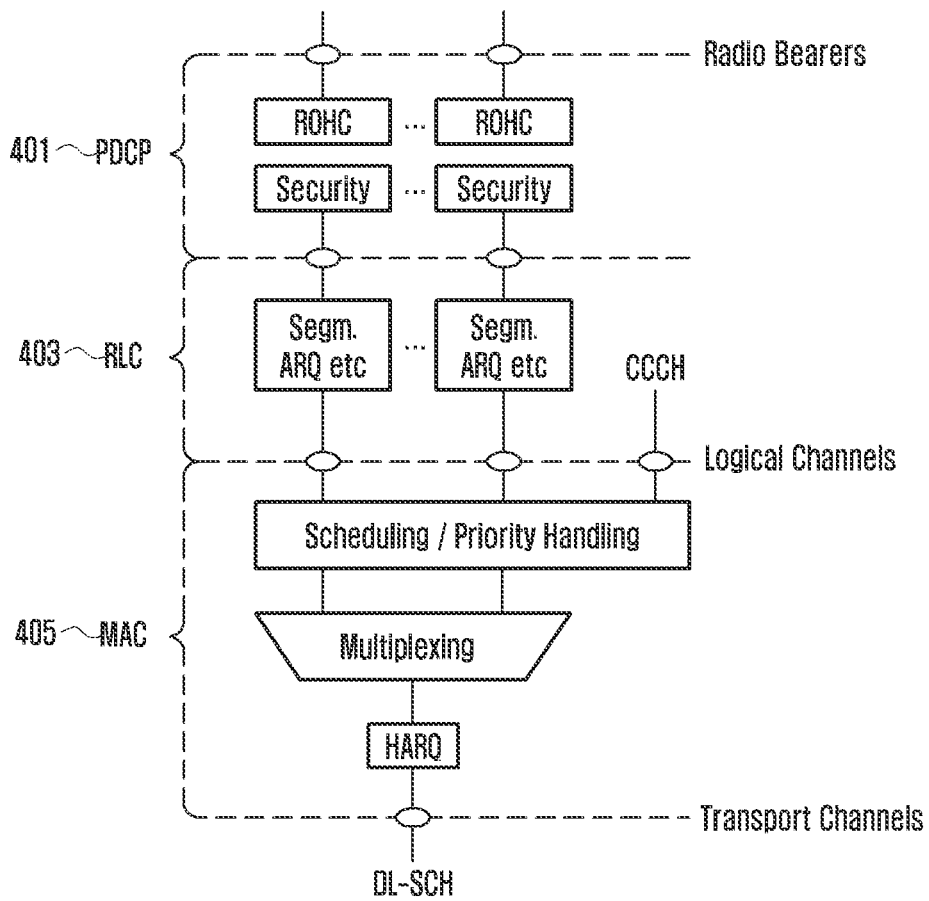 Radio Bearers
ROHC ... ROHC
401 PDCP
Security ... Security
Segm.
ARQ etc
...
Segm.
ARQ etc
403 RLC
CCCH
Logical Channels
Scheduling / Priority Handling
405 MAC
Multiplexing
HARQ
Transport Channels
DL-SCH